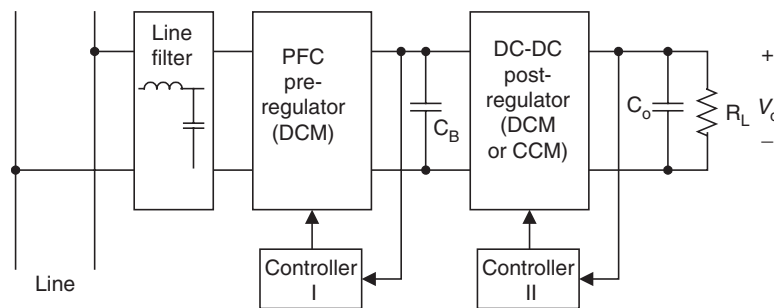 Line
filter
PFC
pre-
regulator
(DCM)
C_B
DC-DC
post-
regulator
(DCM
or CCM)
C_o
R_L
+
V_o
−
Controller
I
Controller
II
Line